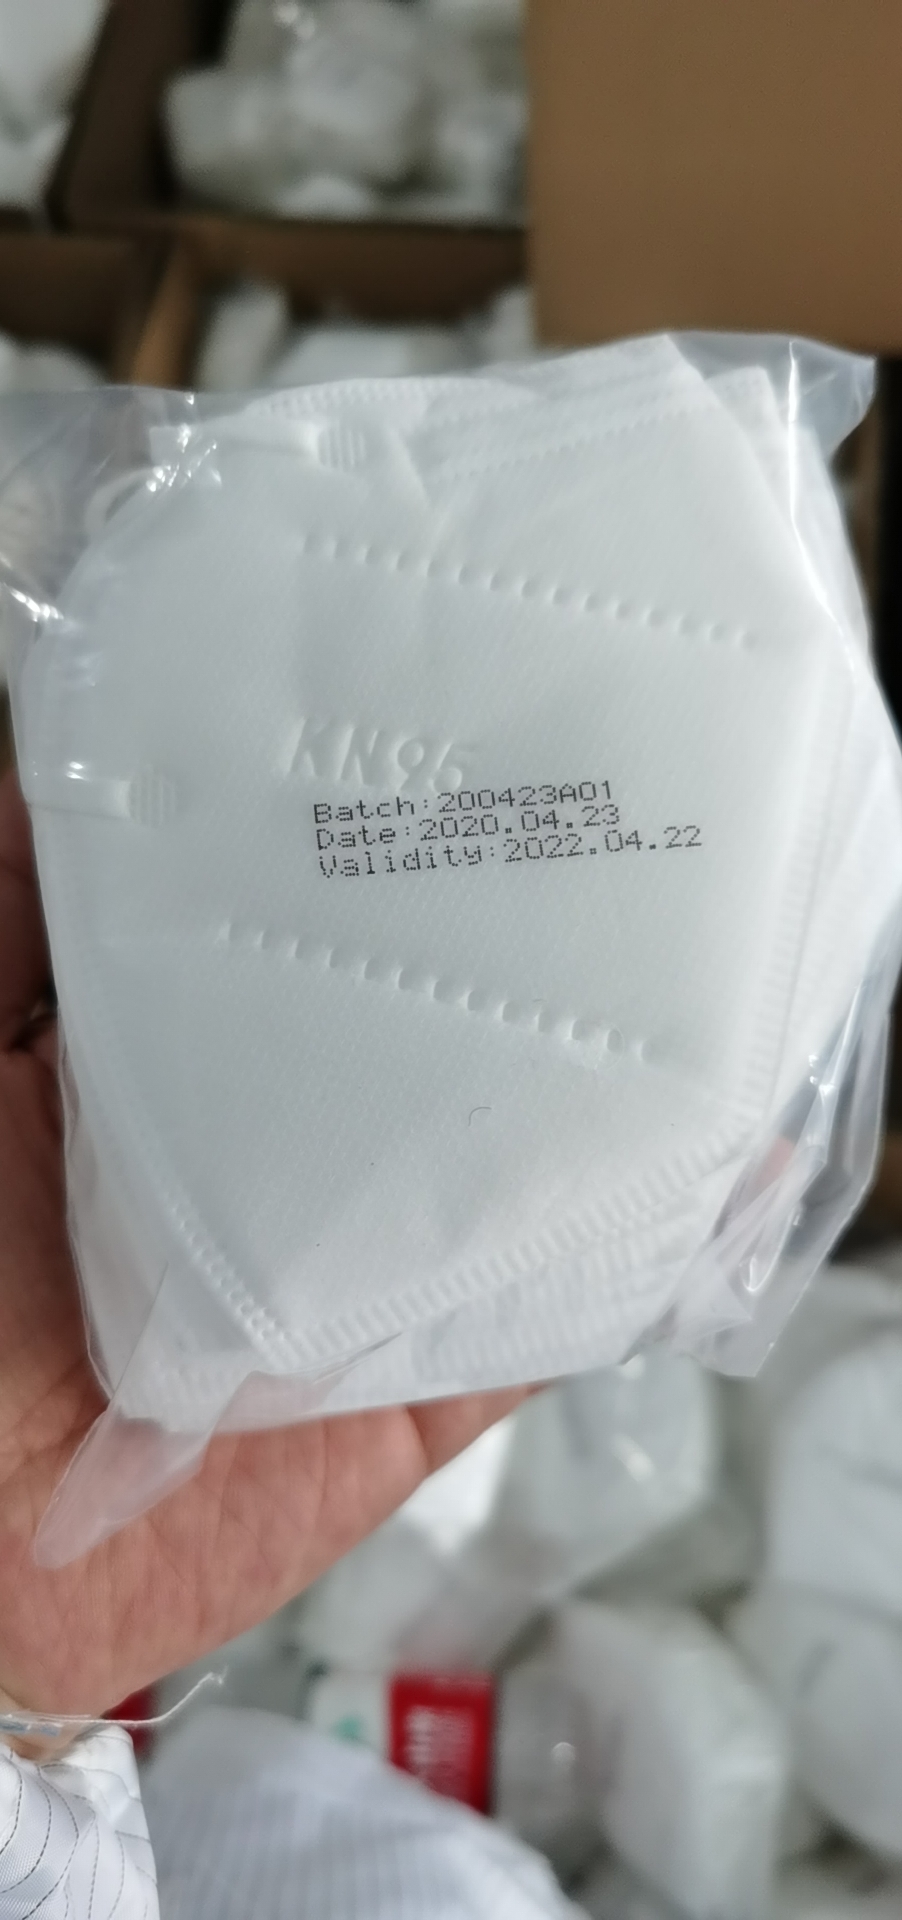 KN95
Batch:200423A01
Date:2020.04.23
Validity:2022.04.22